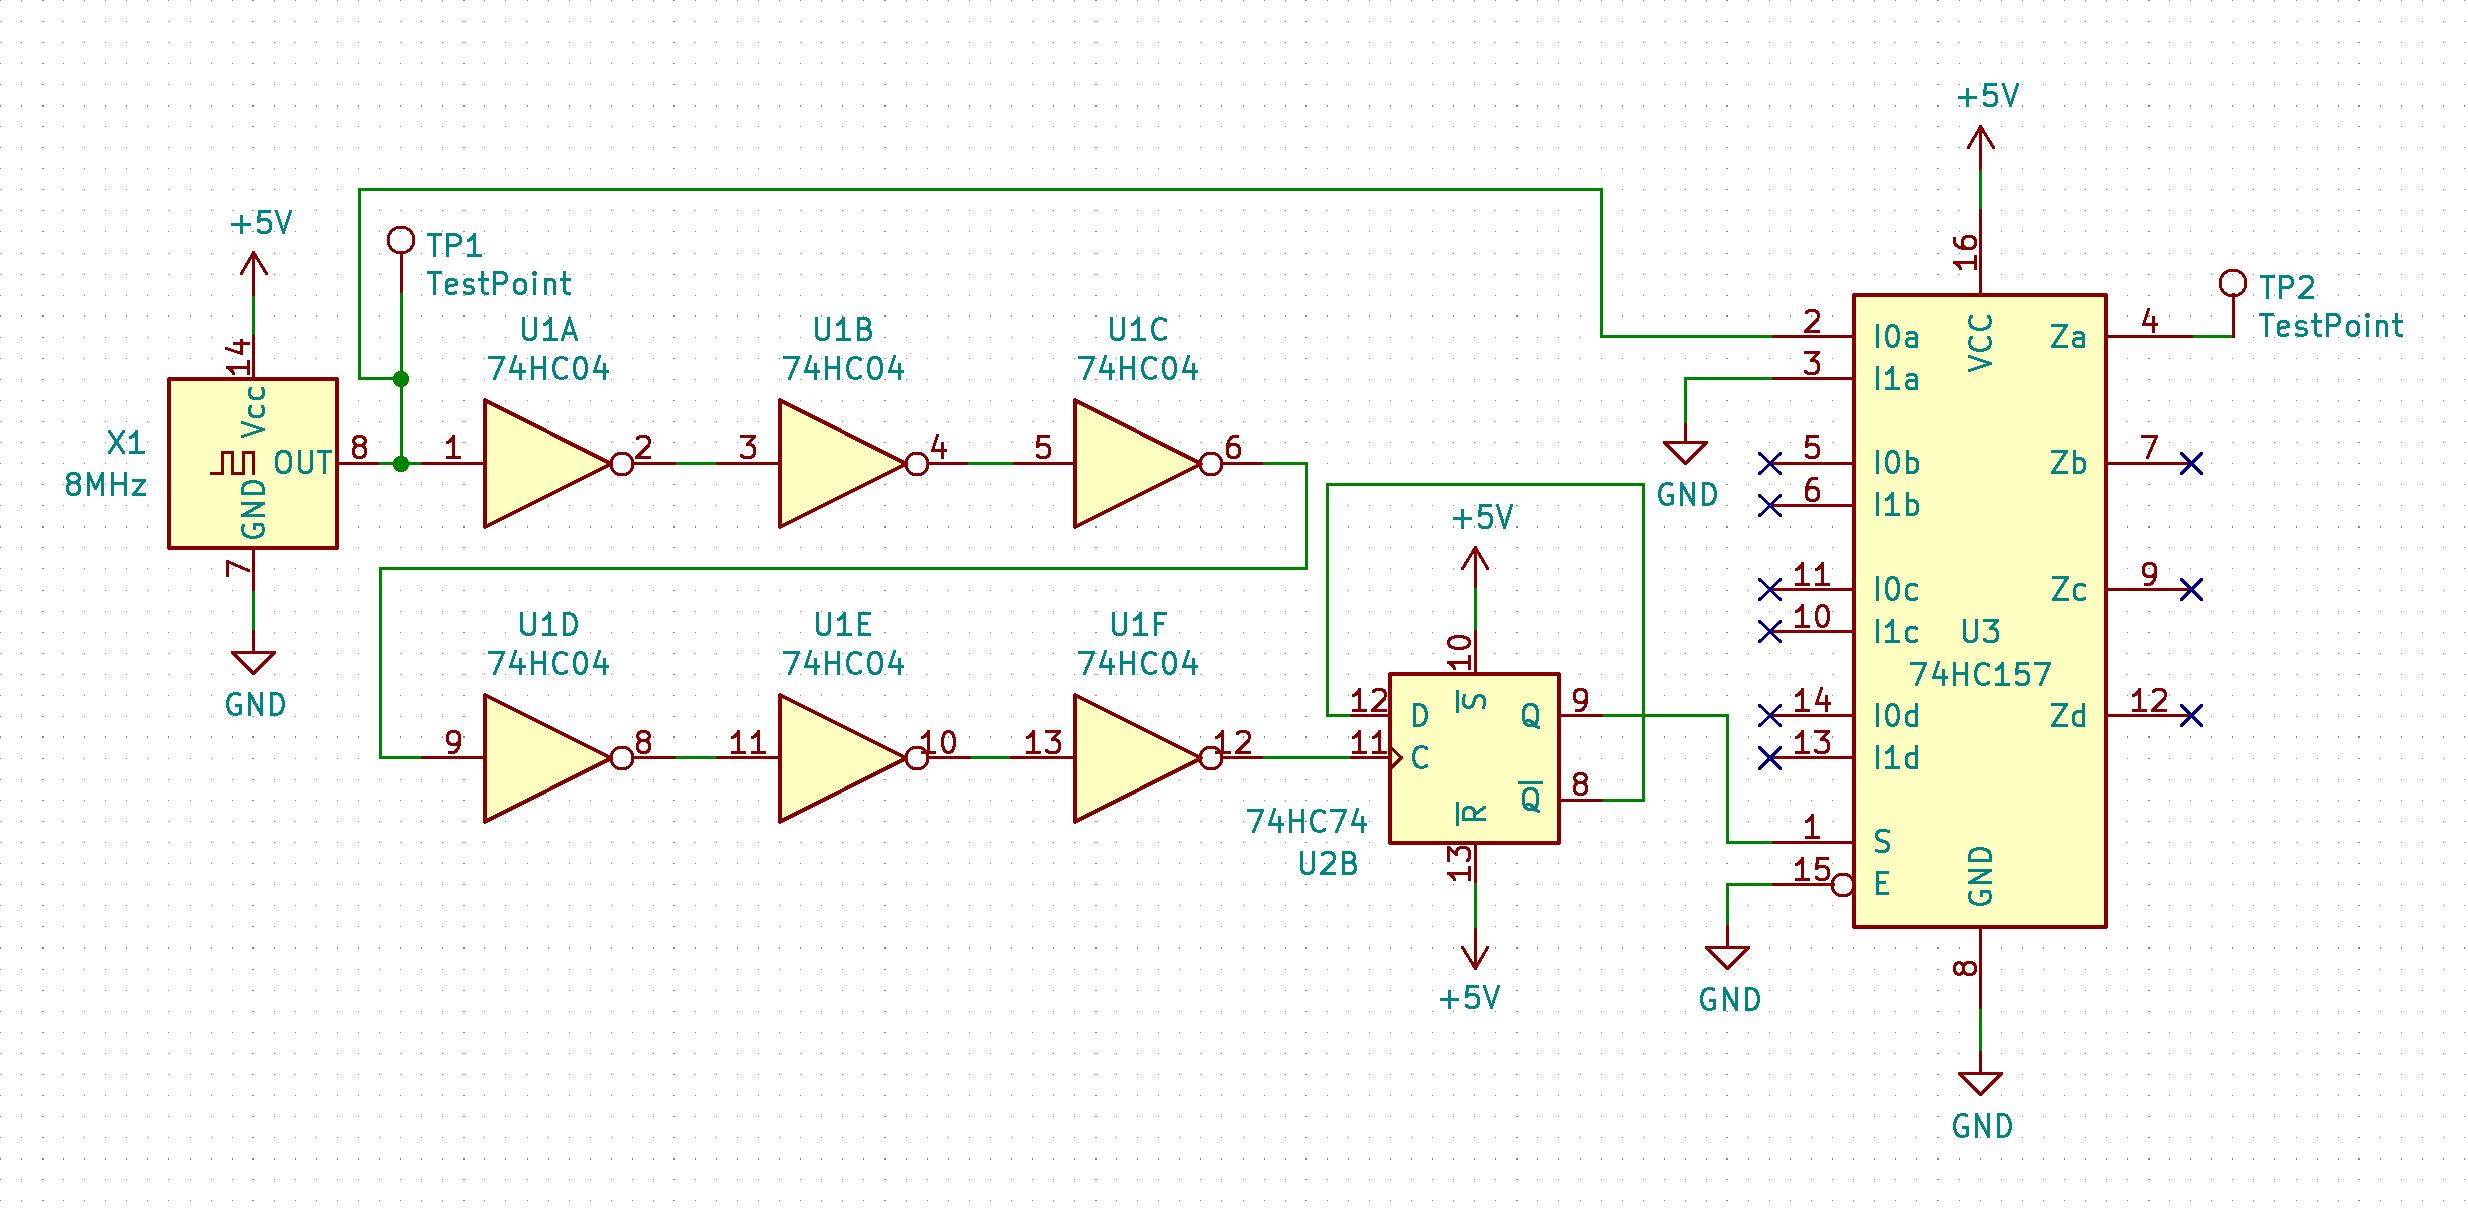 +5V
14
Vcc
X1
8MHz
OUT
8
GND
7
GND
TP1
TestPoint
U1A
74HC04
1
2
U1B
74HC04
3
4
U1C
74HC04
5
6
U1D
74HC04
9
8
U1E
74HC04
11
10
U1F
74HC04
13
12
+5V
10
S
12
D
Q
9
11
C
Q
8
R
74HC74
U2B
13
+5V
+5V
16
VCC
2
I0a
Za
4
TP2
TestPoint
3
I1a
GND
5
I0b
Zb
7
6
I1b
11
I0c
Zc
9
10
I1c
U3
74HC157
14
I0d
Zd
12
13
I1d
1
S
15
E
GND
GND
8
GND